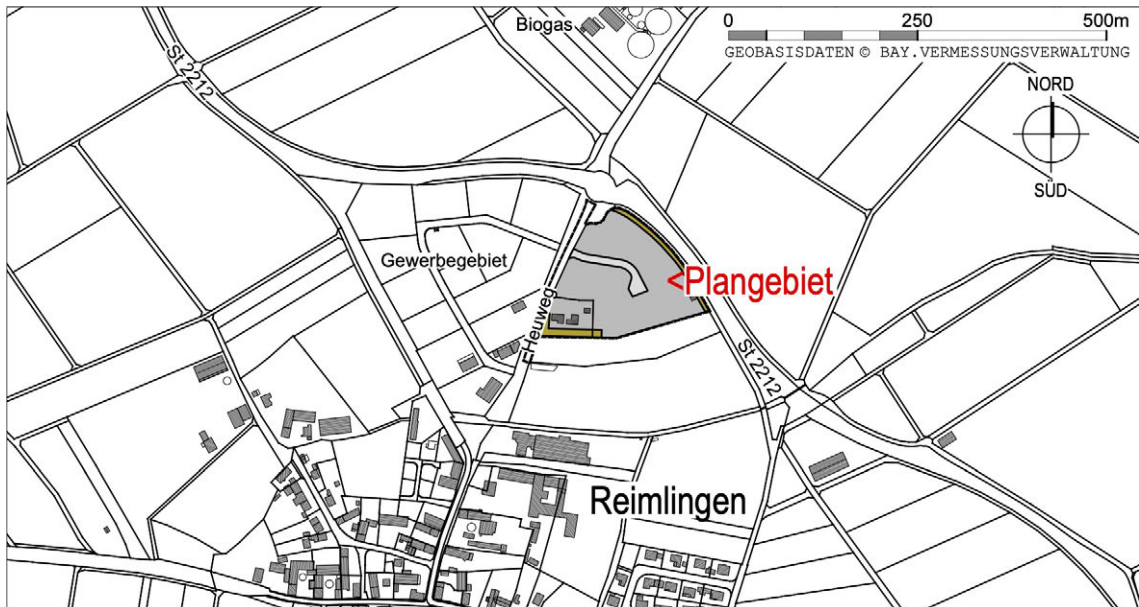 Biogas
0 250 500m
GEOBASISDATEN © BAY.VERMESSUNGSVERWALTUNG
St 2212
NORD
SÜD
Gewerbegebiet
<Plangebiet
Heuweg
St 2212
Reimlingen